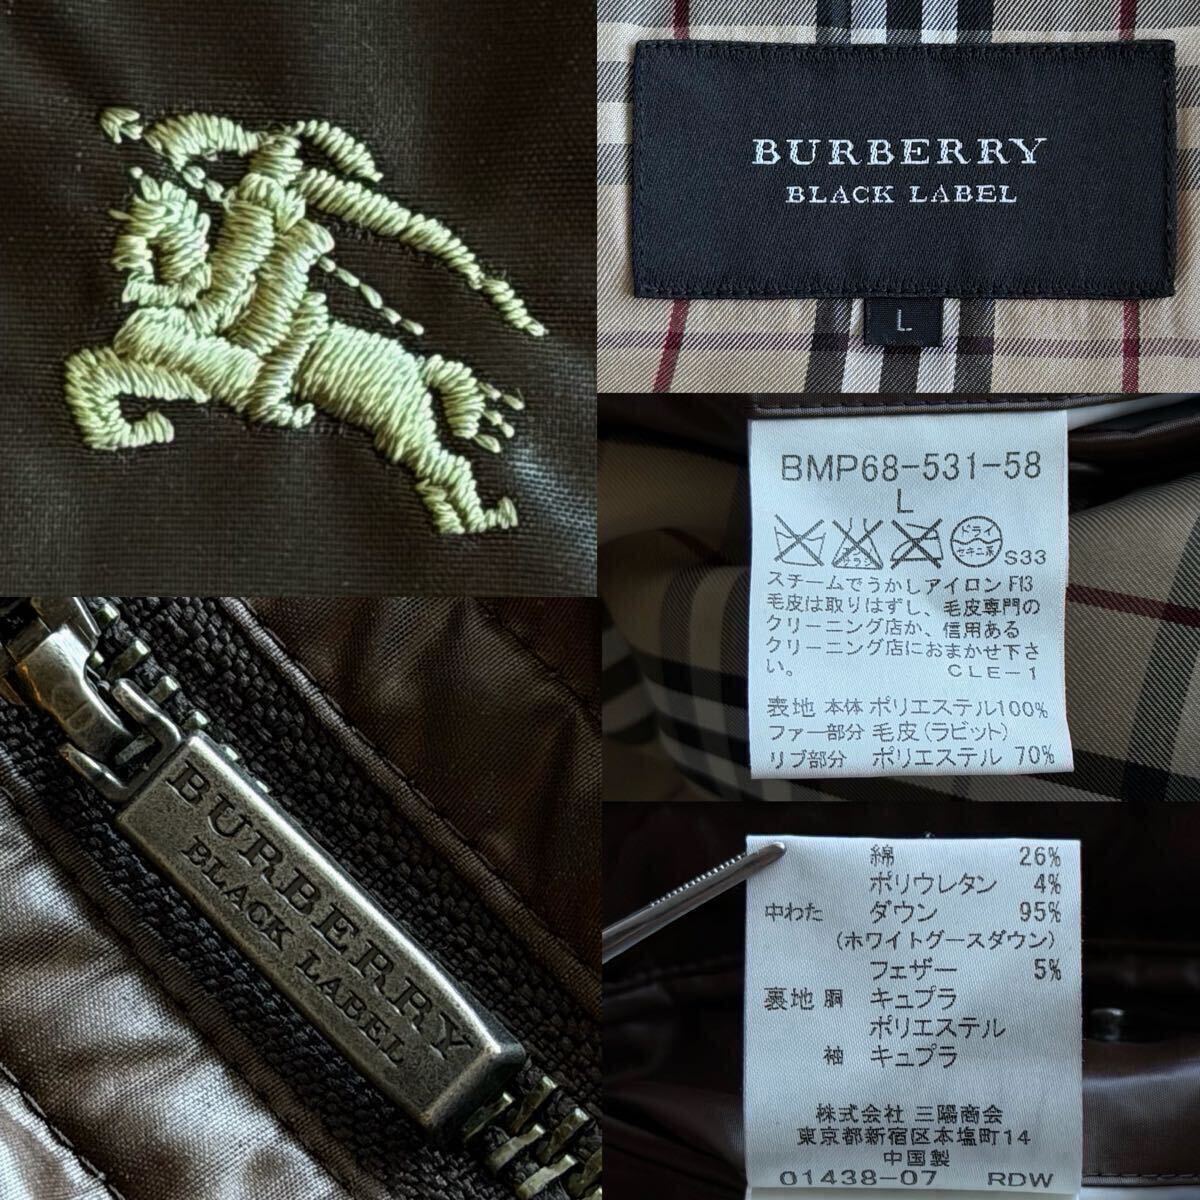 BURBERRY
BLACK LABEL
L
BMP68-531-58
L
ドライ
セキユ系
S33
スチームでうかしアイロン F13
毛皮は取りはずし、毛皮専門の
クリーニング店か、信用ある
クリーニング店におまかせ下さ
い。 CLE-1
表地 本体 ポリエステル100%
ファー部分 毛皮(ラビット)
リブ部分 ポリエステル 70%
BURBERRY
BLACK LABEL
綿 26%
ポリウレタン 4%
中わた ダウン 95%
(ホワイトグースダウン)
フェザー 5%
裏地 胴 キュプラ
ポリエステル
袖 キュプラ
株式会社 三陽商会
東京都新宿区本塩町14
中国製
01438-07 RDW